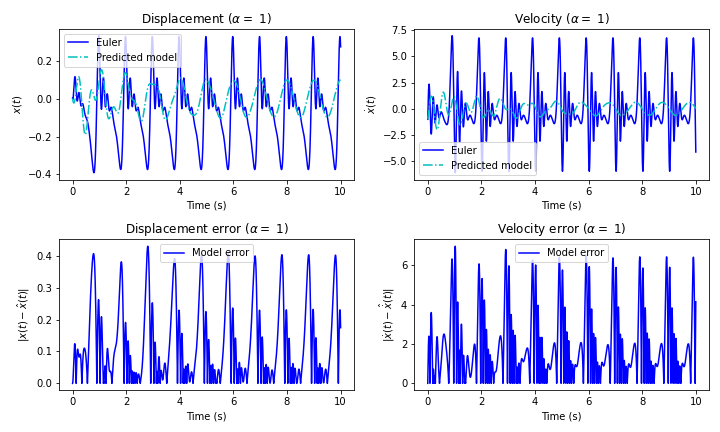 Displacement (α = 1)
Velocity (α = 1)
Euler
Predicted model
x(t)
0.2
0.0
−0.2
−0.4
0 2 4 6 8 10
Time (s)
ẋ(t)
7.5
5.0
2.5
0.0
−2.5
−5.0
Euler
Predicted model
0 2 4 6 8 10
Time (s)
Displacement error (α = 1)
Velocity error (α = 1)
Model error
|x(t) − x̂(t)|
0.4
0.3
0.2
0.1
0.0
0 2 4 6 8 10
Time (s)
Model error
|ẋ(t) − ẋ̂(t)|
6
4
2
0
0 2 4 6 8 10
Time (s)